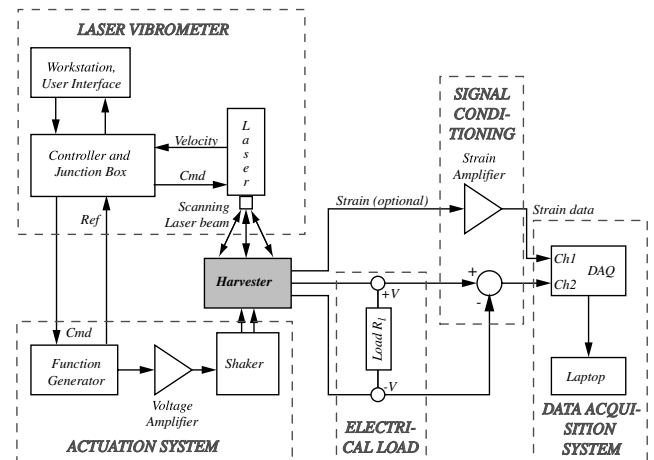 LASER VIBROMETER
Workstation,
User Interface
Controller and
Junction Box
Velocity
Cmd
L
a
s
e
r
Ref
Scanning
Laser beam
Harvester
Cmd
Function
Generator
Voltage
Amplifier
Shaker
ACTUATION SYSTEM
Strain (optional)
+V
Load Rl
-V
ELECTRI-
CAL LOAD
SIGNAL
CONDI-
TIONING
Strain
Amplifier
+
-
Strain data
Ch1
DAQ
Ch2
Laptop
DATA ACQUI-
SITION
SYSTEM